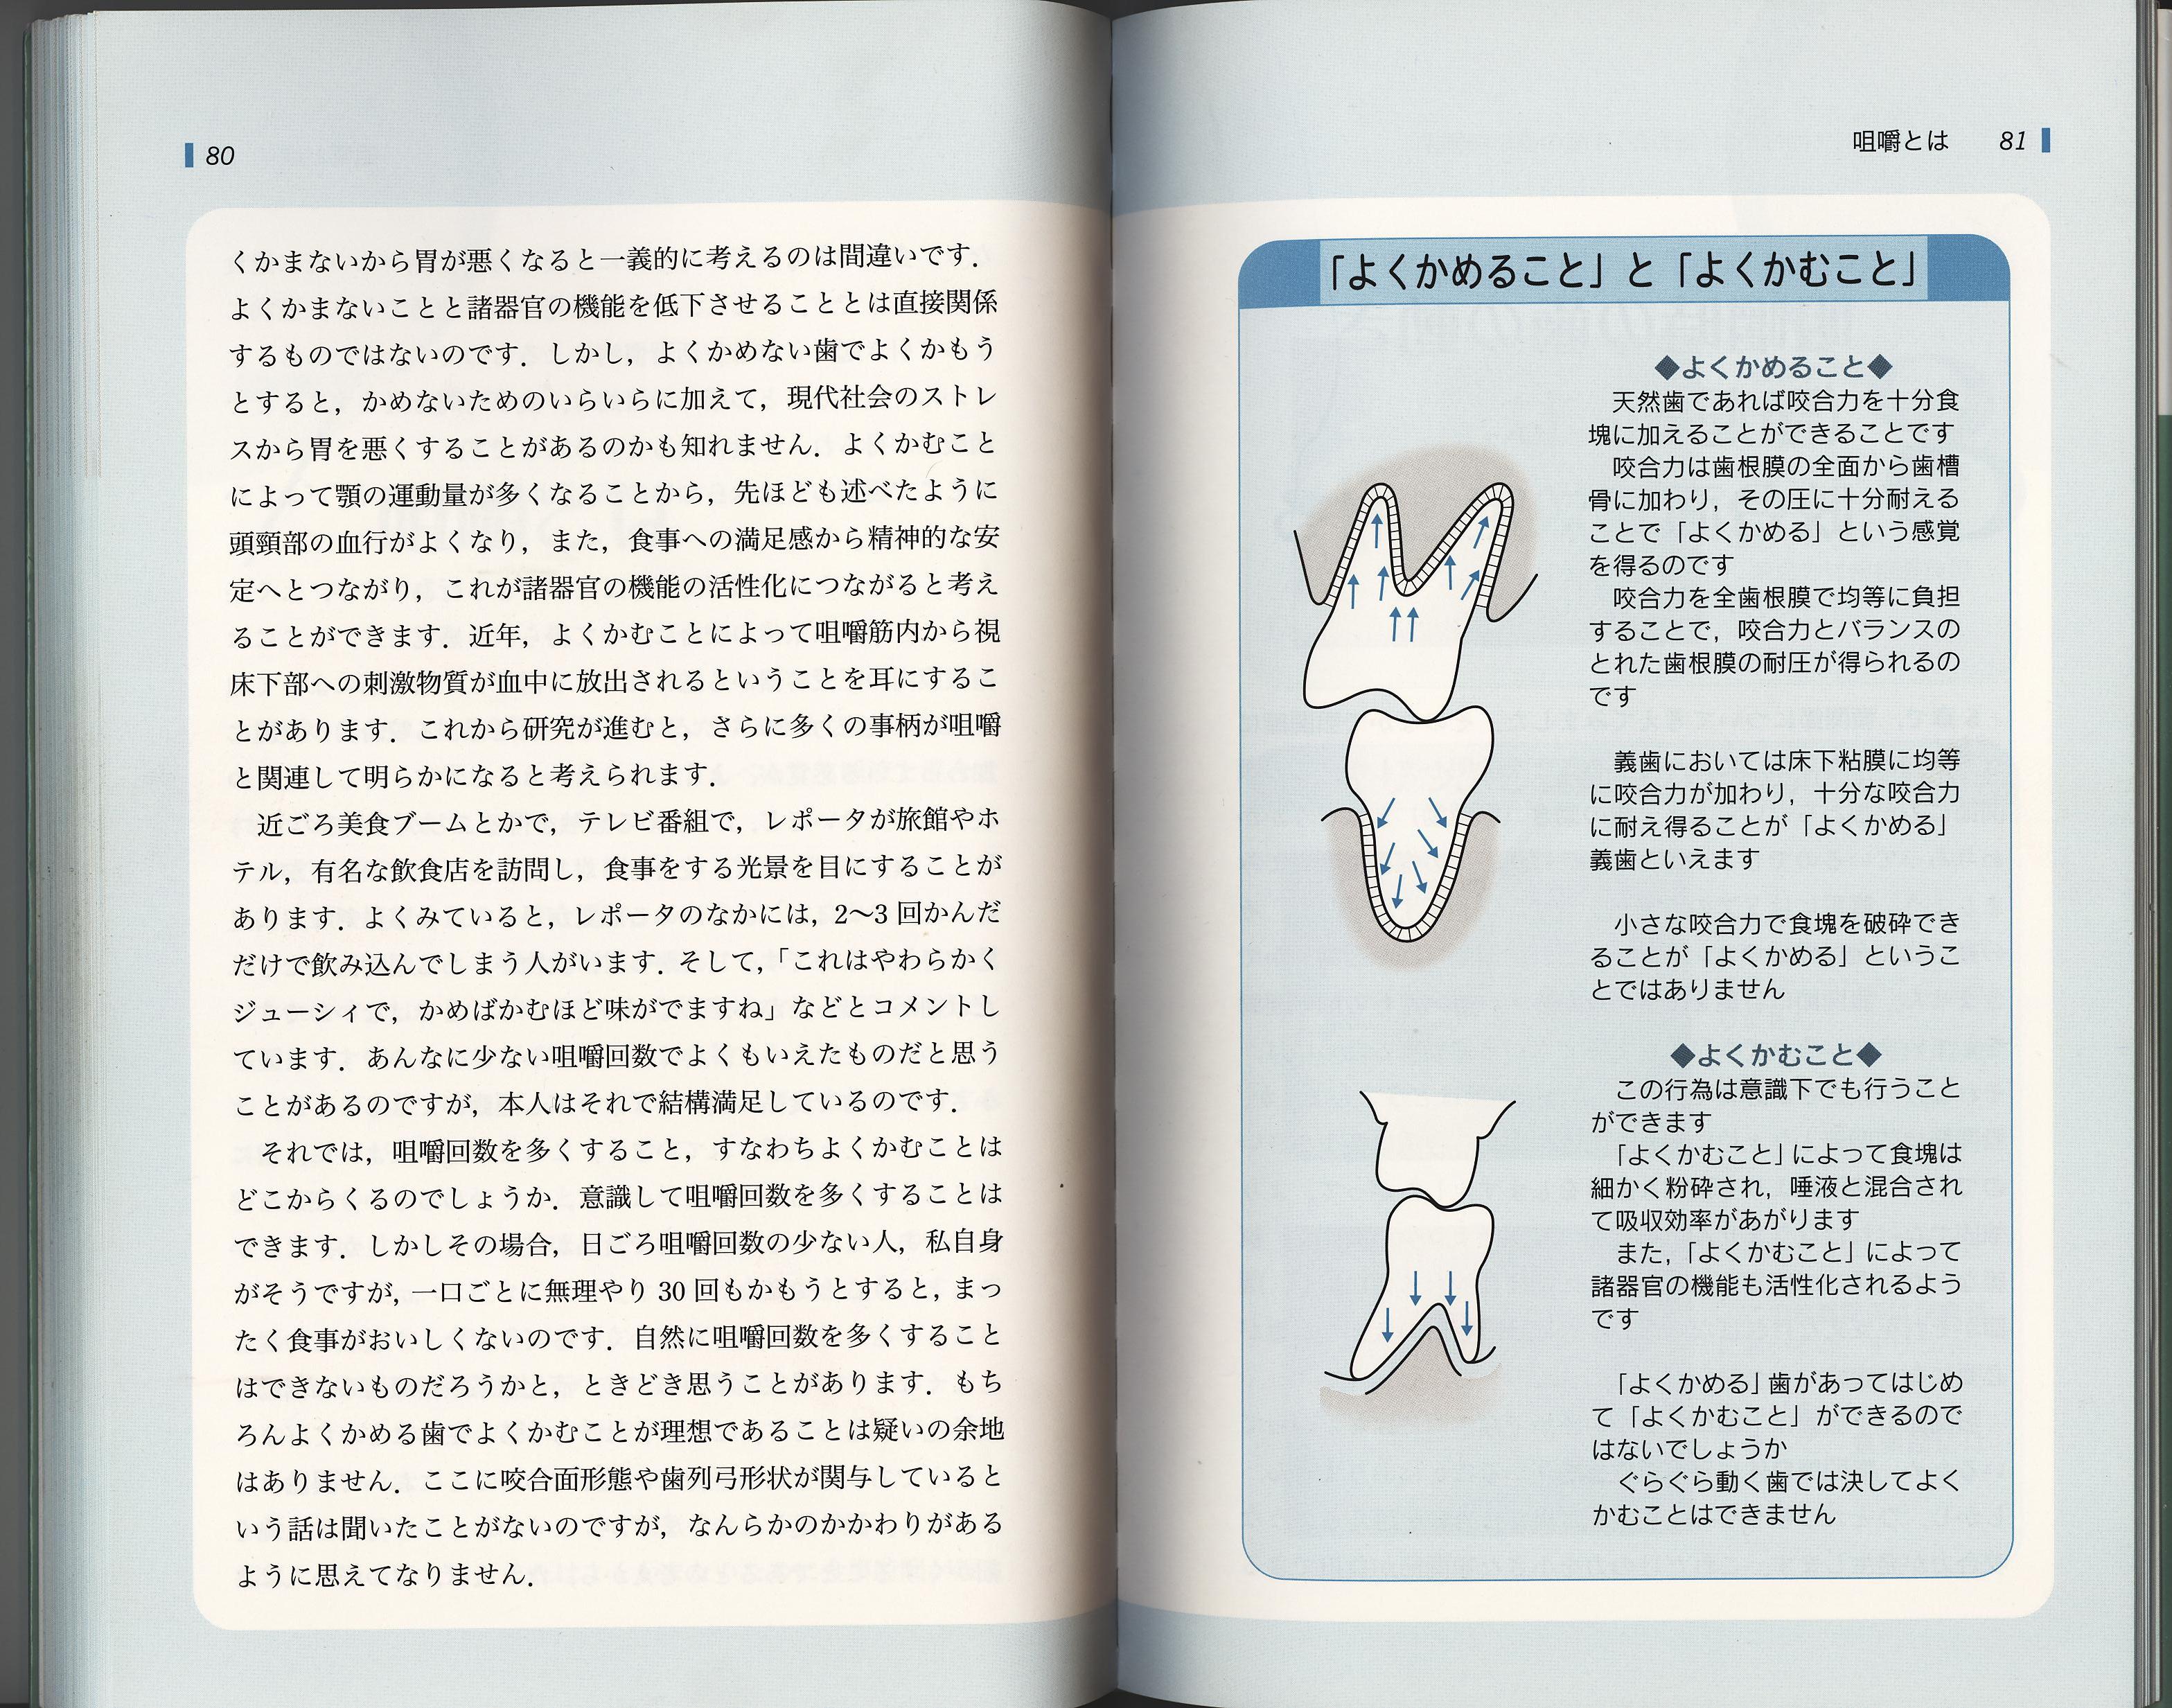 80
くかまないから胃が悪くなると一義的に考えるのは間違いです．
よくかまないことと諸器官の機能を低下させることとは直接関係
するものではないのです．しかし，よくかめない歯でよくかもう
とすると，かめないためのいらいらに加えて，現代社会のストレ
スから胃を悪くすることがあるのかも知れません．よくかむこと
によって顎の運動量が多くなることから，先ほども述べたように
頭頸部の血行がよくなり，また，食事への満足感から精神的な安
定へとつながり，これが諸器官の機能の活性化につながると考え
ることができます．近年，よくかむことによって咀嚼筋内から視
床下部への刺激物質が血中に放出されるということを耳にするこ
とがあります．これから研究が進むと，さらに多くの事柄が咀嚼
と関連して明らかになると考えられます．
近ごろ美食ブームとかで，テレビ番組で，レポータが旅館やホ
テル，有名な飲食店を訪問し，食事をする光景を目にすることが
あります．よくみていると，レポータのなかには，2〜3 回かんだ
だけで飲み込んでしまう人がいます．そして，「これはやわらかく
ジューシィで，かめばかむほど味がでますね」などとコメントし
ています．あんなに少ない咀嚼回数でよくもいえたものだと思う
ことがあるのですが，本人はそれで結構満足しているのです．
それでは，咀嚼回数を多くすること，すなわちよくかむことは
どこからくるのでしょうか．意識して咀嚼回数を多くすることは
できます．しかしその場合，日ごろ咀嚼回数の少ない人，私自身
がそうですが，一口ごとに無理やり 30 回もかもうとすると，まっ
たく食事がおいしくないのです．自然に咀嚼回数を多くすること
はできないものだろうかと，ときどき思うことがあります．もち
ろんよくかめる歯でよくかむことが理想であることは疑いの余地
はありません．ここに咬合面形態や歯列弓形状が関与していると
いう話は聞いたことがないのですが，なんらかのかかわりがある
ように思えてなりません．
咀嚼とは 81
「よくかめること」と「よくかむこと」
◆よくかめること◆
天然歯であれば咬合力を十分食
塊に加えることができることです
咬合力は歯根膜の全面から歯槽
骨に加わり，その圧に十分耐える
ことで「よくかめる」という感覚
を得るのです
咬合力を全歯根膜で均等に負担
することで，咬合力とバランスの
とれた歯根膜の耐圧が得られるの
です
義歯においては床下粘膜に均等
に咬合力が加わり，十分な咬合力
に耐え得ることが「よくかめる」
義歯といえます
小さな咬合力で食塊を破砕でき
ることが「よくかめる」というこ
とではありません
◆よくかむこと◆
この行為は意識下でも行うこと
ができます
「よくかむこと」によって食塊は
細かく粉砕され，唾液と混合され
て吸収効率があがります
また，「よくかむこと」によって
諸器官の機能も活性化されるよう
です
「よくかめる」歯があってはじめ
て「よくかむこと」ができるので
はないでしょうか
ぐらぐら動く歯では決してよく
かむことはできません